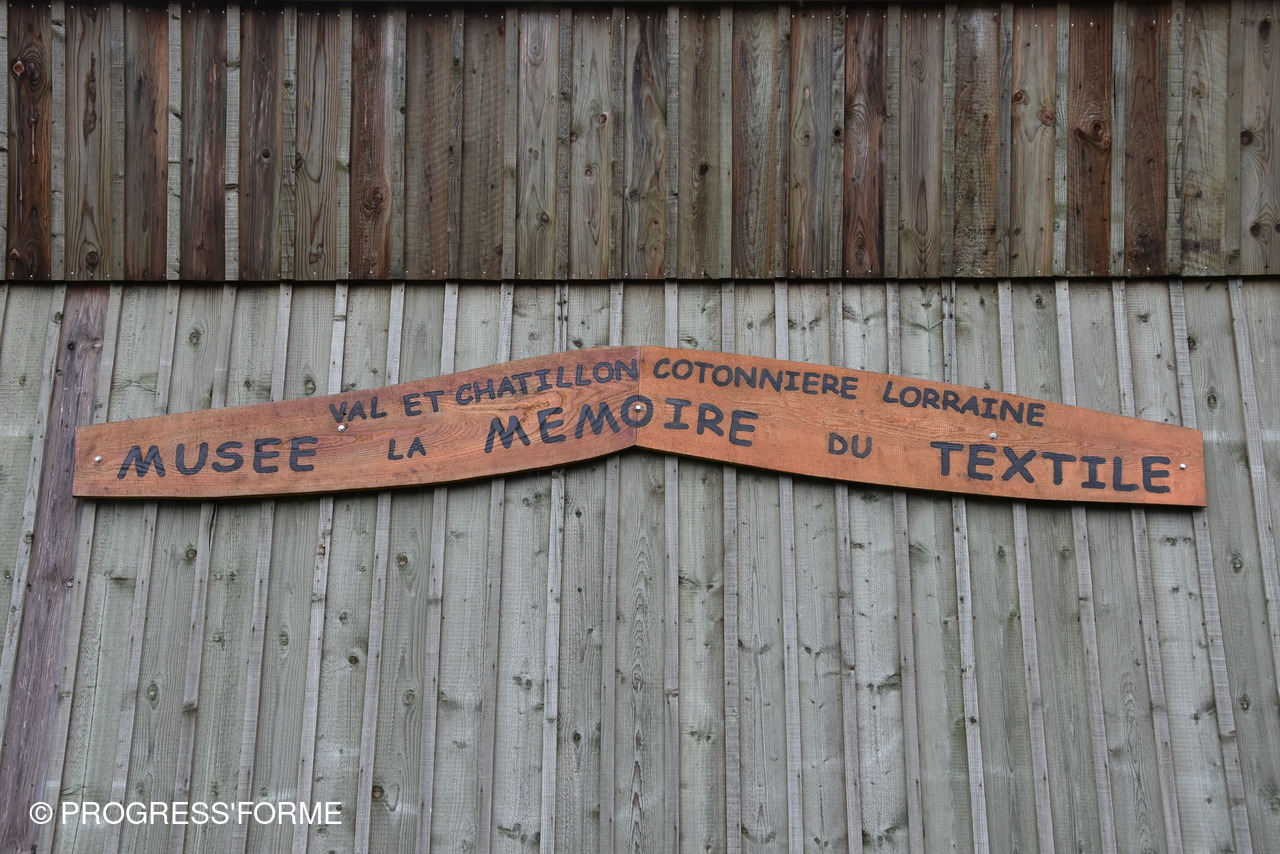 VAL ET CHATILLON COTONNIERE LORRAINE
MUSEE LA MEMOIRE DU TEXTILE
© PROGRESS'FORME